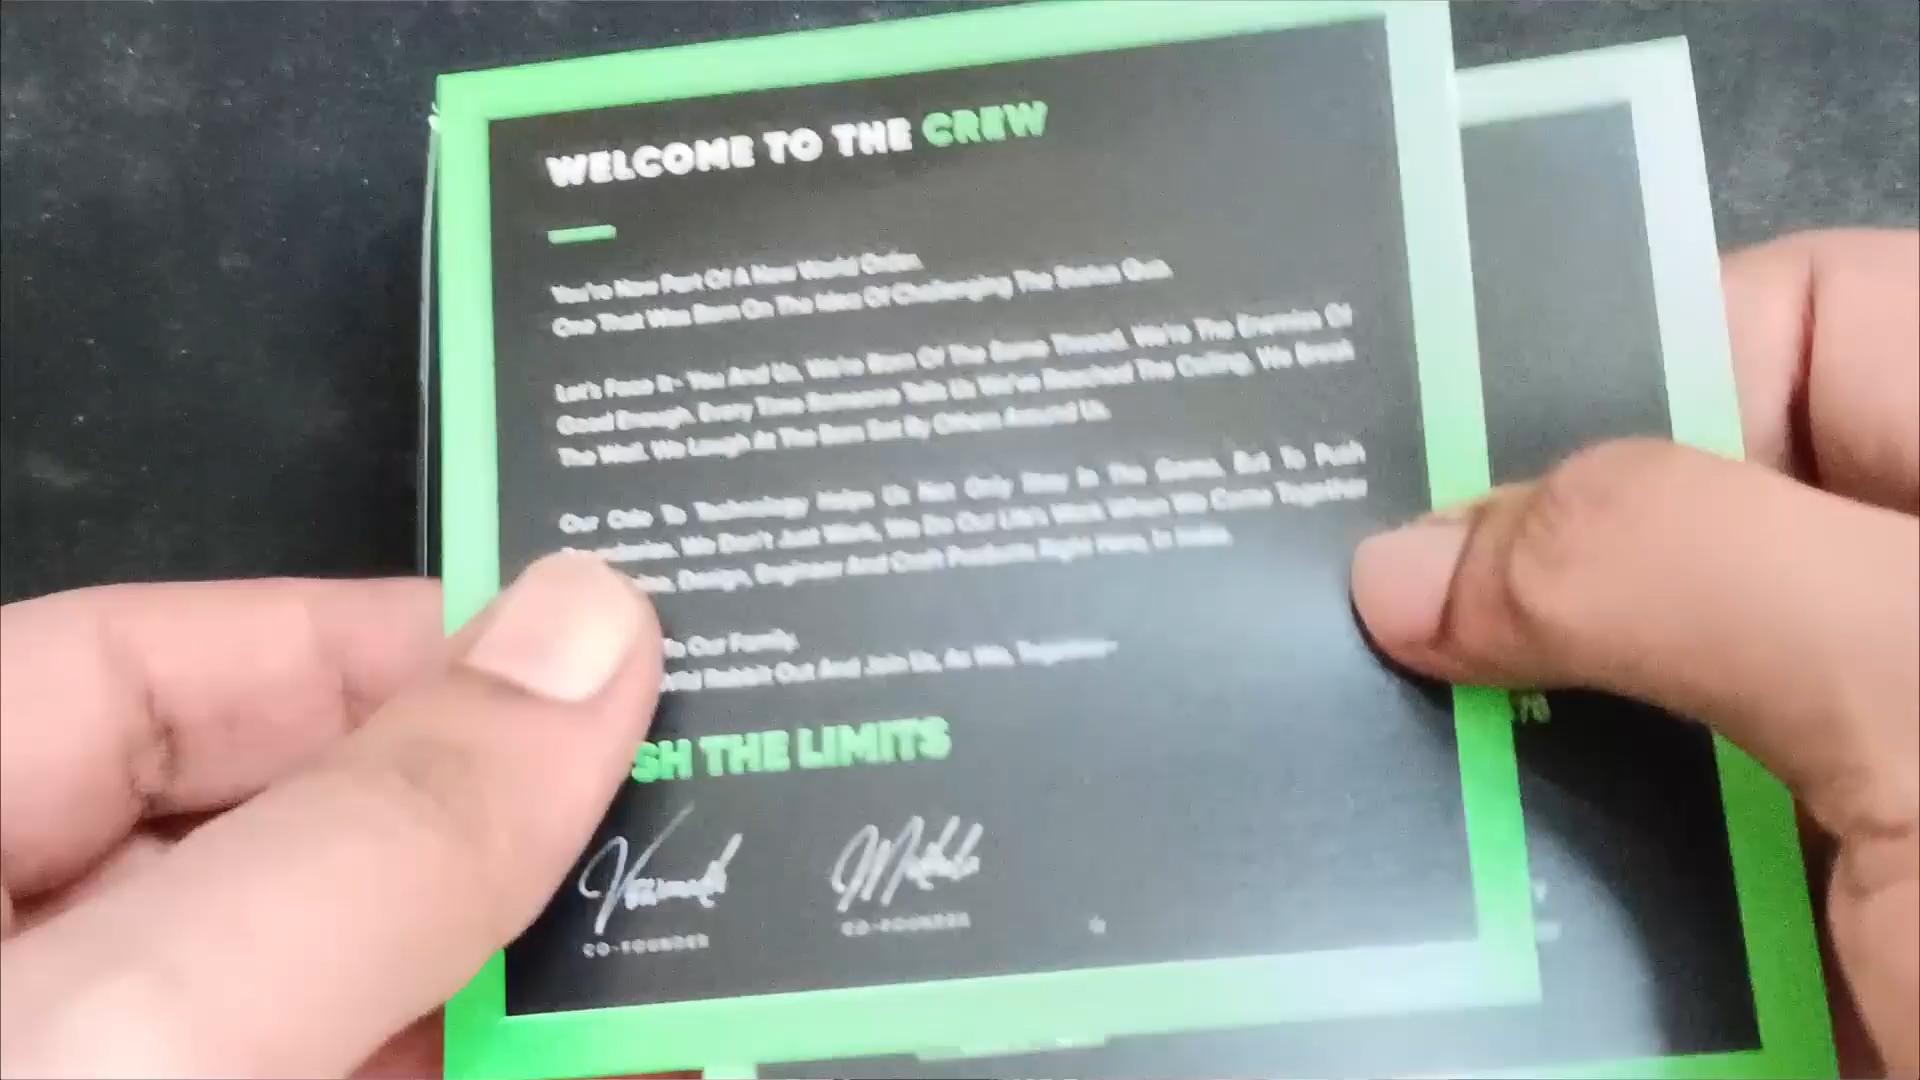 WELCOME TO THE CREW
You're Now Part Of A New World Order.
One That Was Born On The Idea Of Challenging The Status Quo.
Let's Face It- You And Us, We're Born Of The Same Thread. We're The Enemies Of
Good Enough. Every Time Someone Tells Us We've Reached The Ceiling, We Break
The Wall. We Laugh At The Bars Set By Others Around Us.
Our Ode To Technology Helps Us Not Only Stay In The Game, But To Push
We Don't Just Work, We Do Our Life's Work When We Come Together
Design, Engineer And Craft Products Right Here, In India.
To Our Family.
Rabbit Out And Join Us, As We, Together-
SH THE LIMITS
CO-FOUNDER
CO-FOUNDER